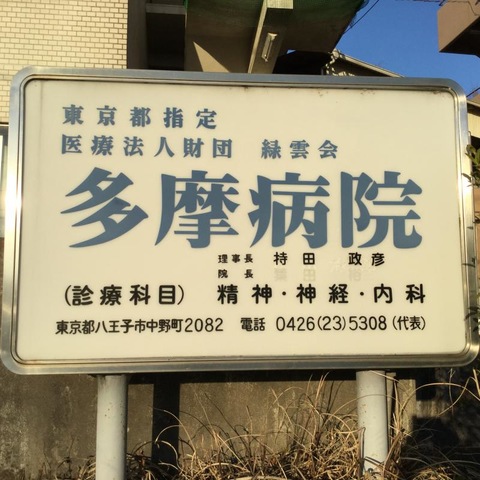 東京都指定
医療法人財団 緑雲会
多摩病院
理事長 持田 政彦
院長 田
(診療科目) 精神・神経・内科
東京都八王子市中野町2082 電話 0426(23)5308(代表)